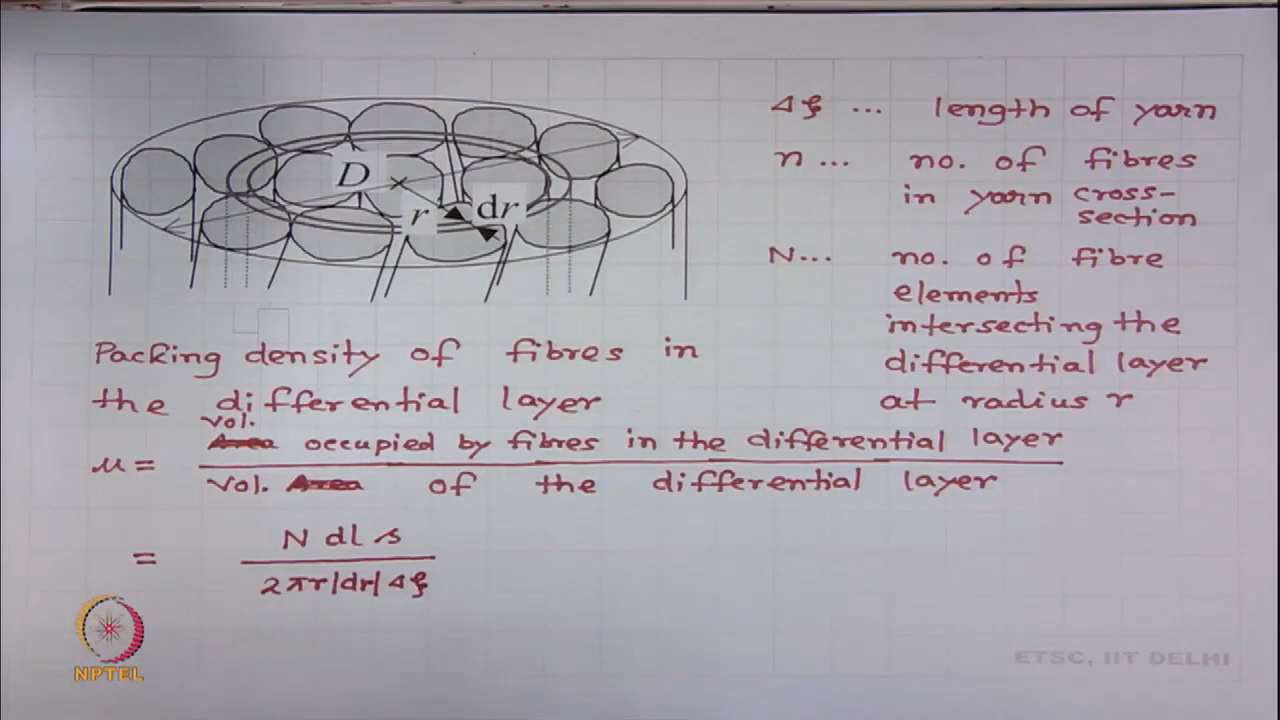 D
r
dr
Δξ ... length of yarn
n ... no. of fibres
in yarn cross-
section
N... no. of fibre
elements
intersecting the
differential layer
at radius r
Packing density of fibres in
the differential layer
vol.
μ = Area occupied by fibres in the differential layer
vol. Area of the differential layer
= N dl s
2πr|dr|Δξ
NPTEL
ETSC, IIT DELHI